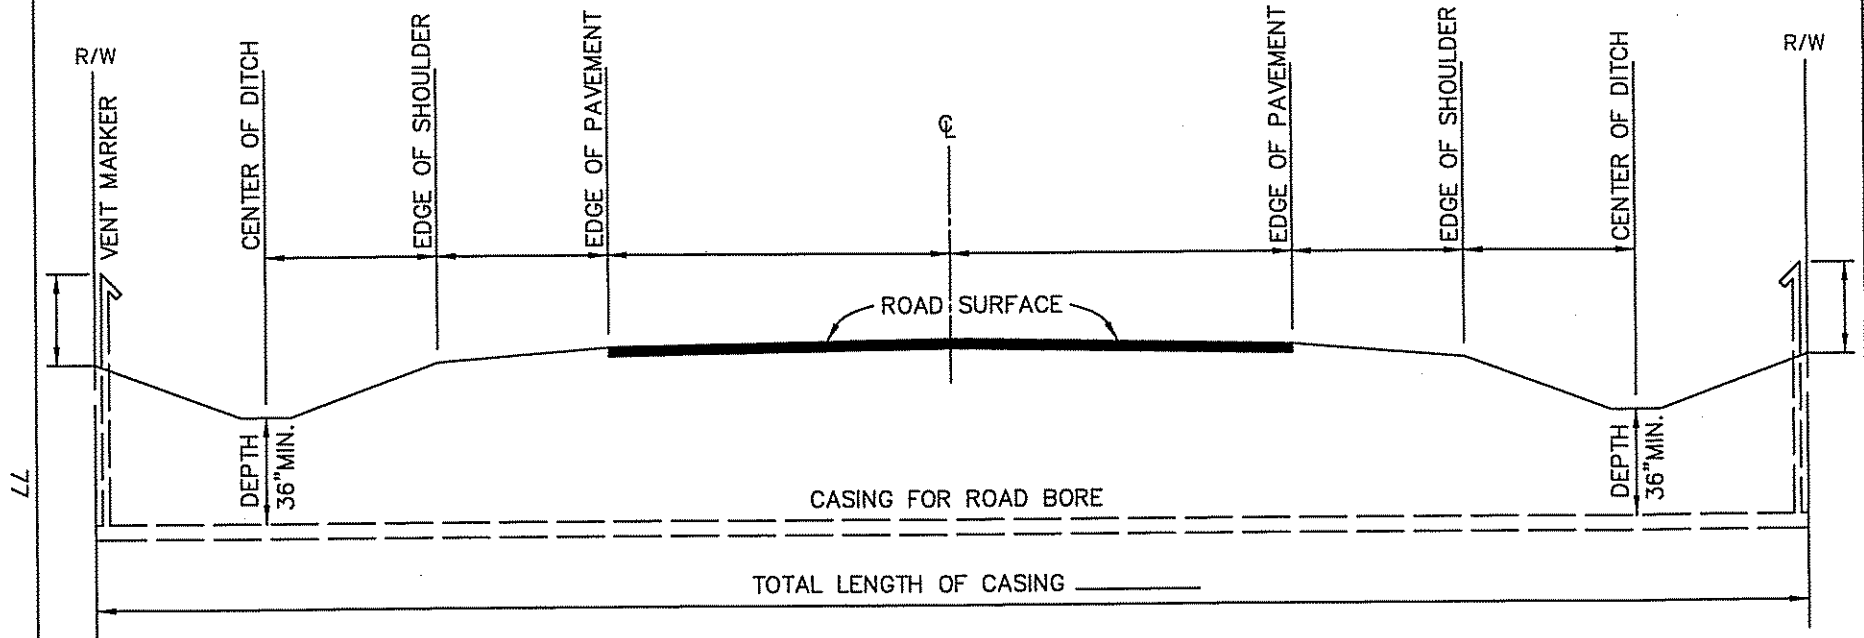 R/W
VENT MARKER
CENTER OF DITCH
EDGE OF SHOULDER
EDGE OF PAVEMENT
℄
EDGE OF PAVEMENT
EDGE OF SHOULDER
CENTER OF DITCH
R/W
ROAD SURFACE
DEPTH
36"MIN.
CASING FOR ROAD BORE
DEPTH
36"MIN.
77
TOTAL LENGTH OF CASING